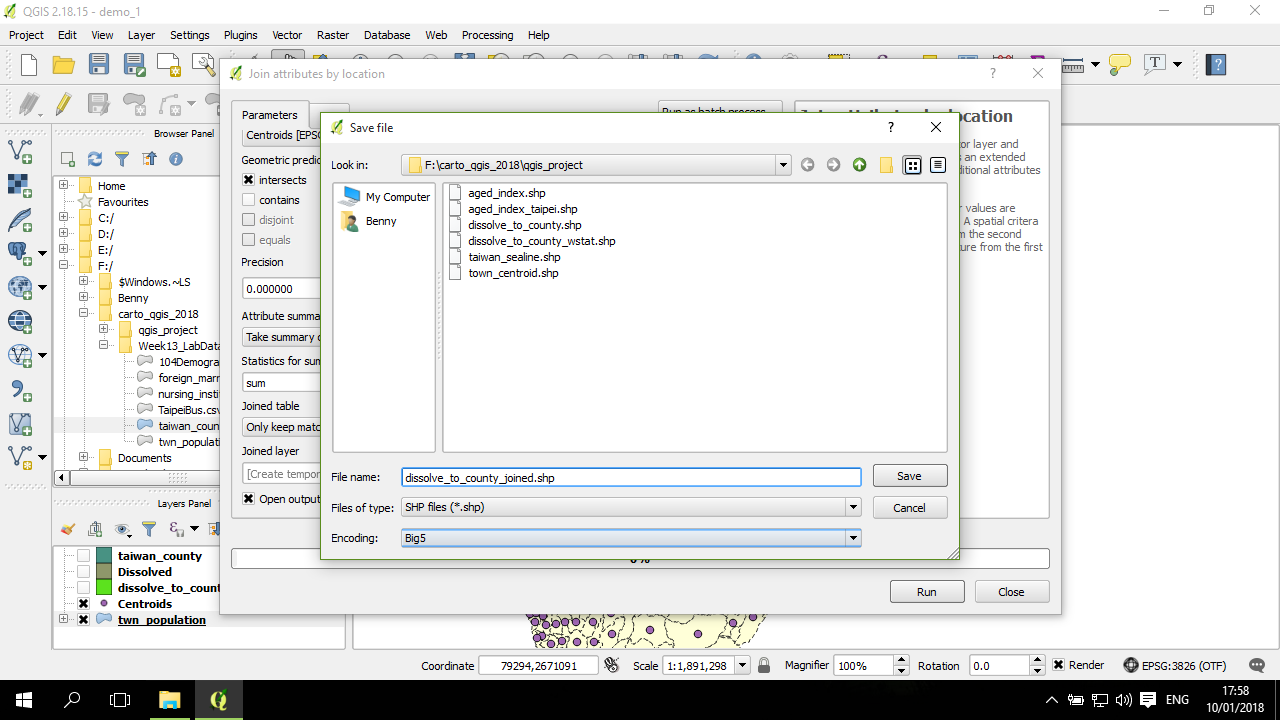 QGIS 2.18.15 - demo_1
Project Edit View Layer Settings Plugins Vector Raster Database Web Processing Help
Join attributes by location
?
Parameters
Run as batch process...
location
Centroids [EPSG
Geometric predic
intersects
contains
disjoint
equals
Precision
0.000000
Attribute summa
Take summary o
Statistics for sum
sum
Joined table
Only keep matc
Joined layer
[Create tempor
Open output
or layer and
s an extended
ditional attributes
r values are
. A spatial critera
m the second
ture from the first
0%
Run
Close
Save file
?
Look in:
F:\carto_qgis_2018\qgis_project
My Computer
Benny
aged_index.shp
aged_index_taipei.shp
dissolve_to_county.shp
dissolve_to_county_wstat.shp
taiwan_sealine.shp
town_centroid.shp
File name:
dissolve_to_county_joined.shp
Save
Files of type:
SHP files (*.shp)
Cancel
Encoding:
Big5
Browser Panel
Home
Favourites
C:/
D:/
E:/
F:/
$Windows.~LS
Benny
carto_qgis_2018
qgis_project
Week13_LabData
104Demogra
foreign_marr
nursing_insti
TaipeiBus.csv
taiwan_coun
twn_populati
Documents
Layers Panel
taiwan_county
Dissolved
dissolve_to_count
Centroids
twn_population
Coordinate 79294,2671091 Scale 1:1,891,298 Magnifier 100% Rotation 0.0 Render EPSG:3826 (OTF)
ENG
17:58
10/01/2018